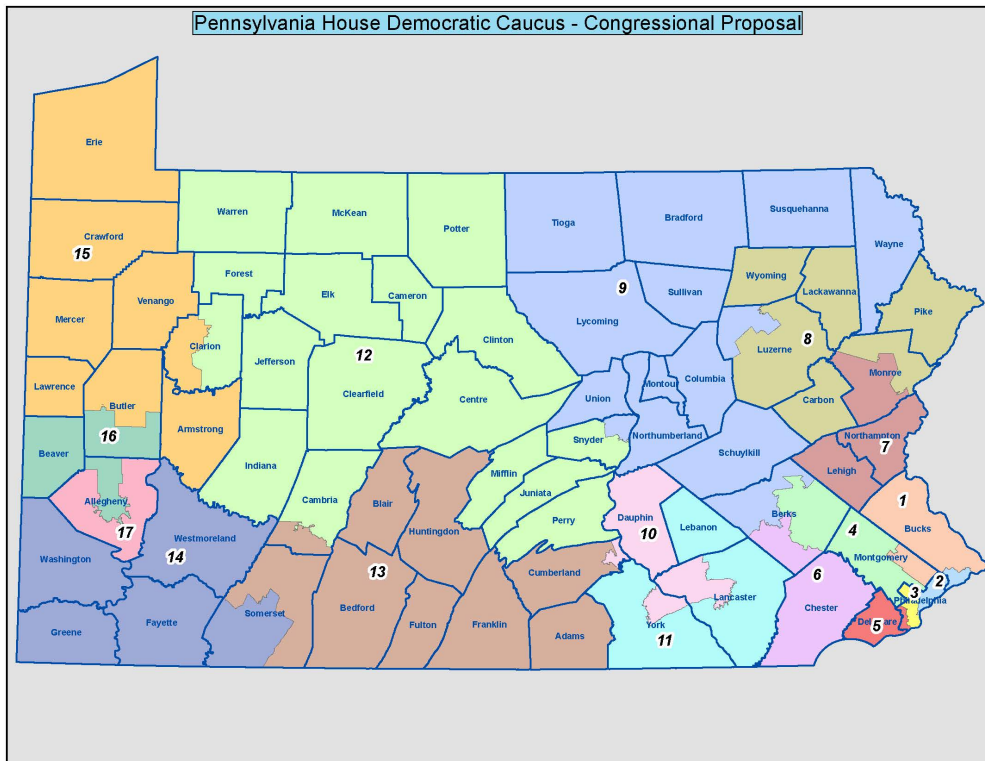 Pennsylvania House Democratic Caucus - Congressional Proposal
Erie
Warren
McKean
Potter
Tioga
Bradford
Susquehanna
Wayne
Crawford
15
Forest
Elk
Cameron
9
Sullivan
Wyoming
Lackawanna
Pike
Venango
Mercer
Lycoming
Clarion
Jefferson
12
Clinton
8
Luzerne
Monroe
Lawrence
Butler
Clearfield
Centre
Union
Montour
Columbia
Carbon
16
Armstrong
Snyder
Northumberland
Northampton
7
Beaver
Indiana
Mifflin
Schuylkill
Lehigh
Allegheny
17
Cambria
Blair
Juniata
1
Westmoreland
14
Huntingdon
Perry
Dauphin
10
Lebanon
Berks
4
Bucks
Washington
13
Cumberland
6
Montgomery
2
3
Philadelphia
Greene
Fayette
Somerset
Bedford
Fulton
Franklin
Adams
York
11
Lancaster
Chester
Delaware
5